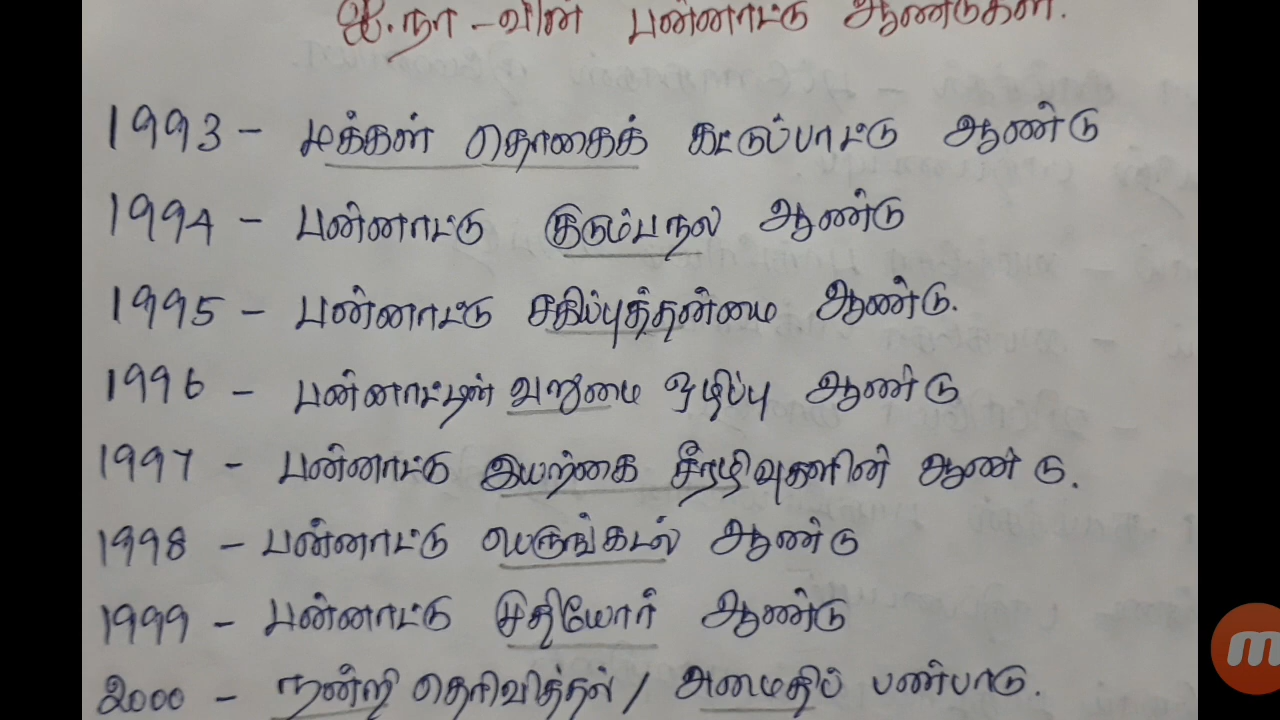 ஐ.நா -வின் பன்னாட்டு ஆண்டுகள்.
1993 - மக்கள் தொகைக் கட்டுப்பாட்டு ஆண்டு
1994 - பன்னாட்டு குடும்பநல ஆண்டு
1995 - பன்னாட்டு சகிப்புத்தன்மை ஆண்டு.
1996 - பன்னாட்டின் வறுமை ஒழிப்பு ஆண்டு
1997 - பன்னாட்டு இயற்கை சீரழிவுகளின் ஆண்டு.
1998 - பன்னாட்டு பெருங்கடல் ஆண்டு
1999 - பன்னாட்டு முதியோர் ஆண்டு
2000 - நன்றி தெரிவித்தல் / அமைதிப் பண்பாடு.